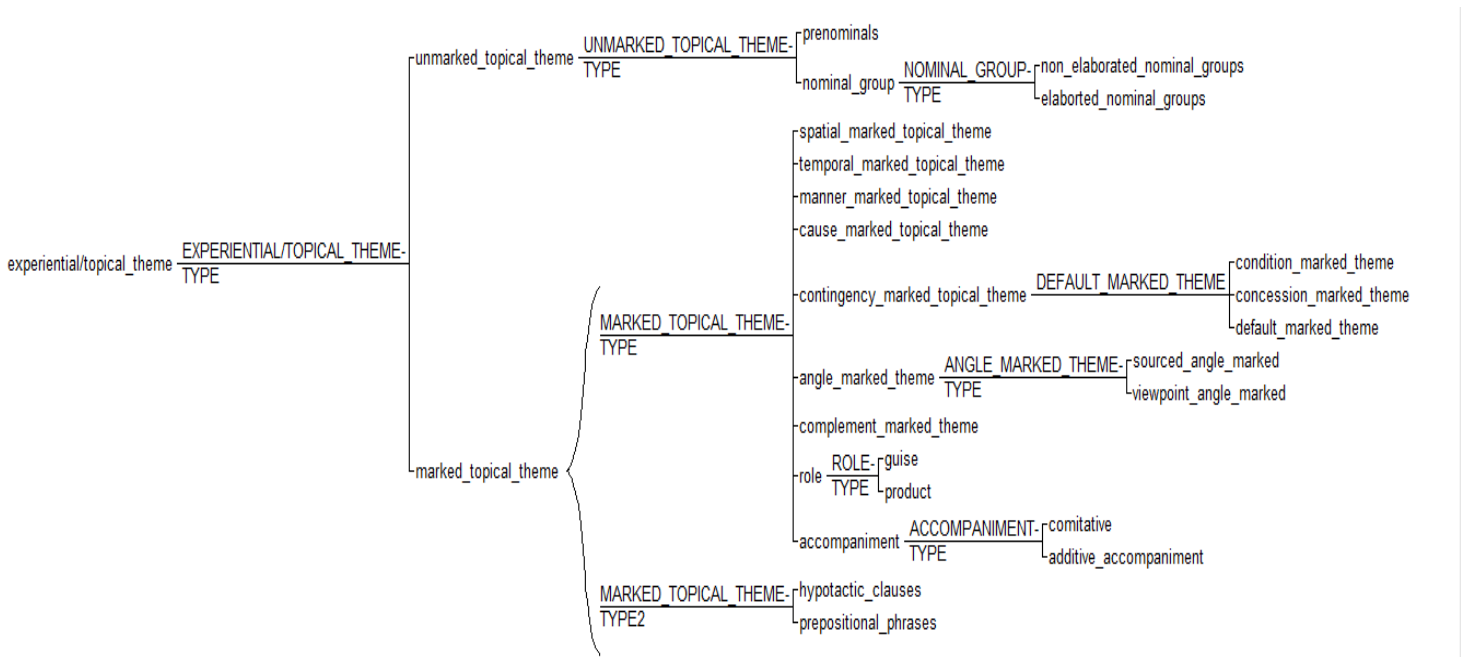 prenominals
unmarked_topical_theme UNMARKED_TOPICAL_THEME-
TYPE
nominal_group NOMINAL_GROUP-
TYPE
non_elaborated_nominal_groups
elaborted_nominal_groups
experiential/topical_theme EXPERIENTIAL/TOPICAL_THEME-
TYPE
marked_topical_theme
MARKED_TOPICAL_THEME-
TYPE
spatial_marked_topical_theme
temporal_marked_topical_theme
manner_marked_topical_theme
cause_marked_topical_theme
contingency_marked_topical_theme DEFAULT_MARKED_THEME
condition_marked_theme
concession_marked_theme
default_marked_theme
angle_marked_theme ANGLE_MARKED_THEME-
TYPE
sourced_angle_marked
viewpoint_angle_marked
complement_marked_theme
role ROLE-
TYPE
guise
product
accompaniment ACCOMPANIMENT-
TYPE
comitative
additive_accompaniment
MARKED_TOPICAL_THEME-
TYPE2
hypotactic_clauses
prepositional_phrases